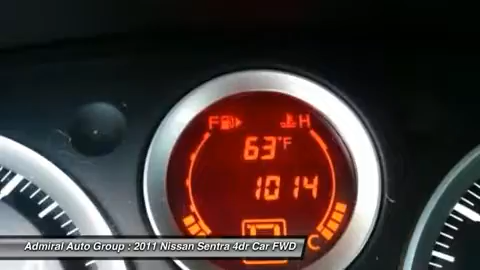 F H
63°F
1014
C
Admiral Auto Group : 2011 Nissan Sentra 4dr Car FWD